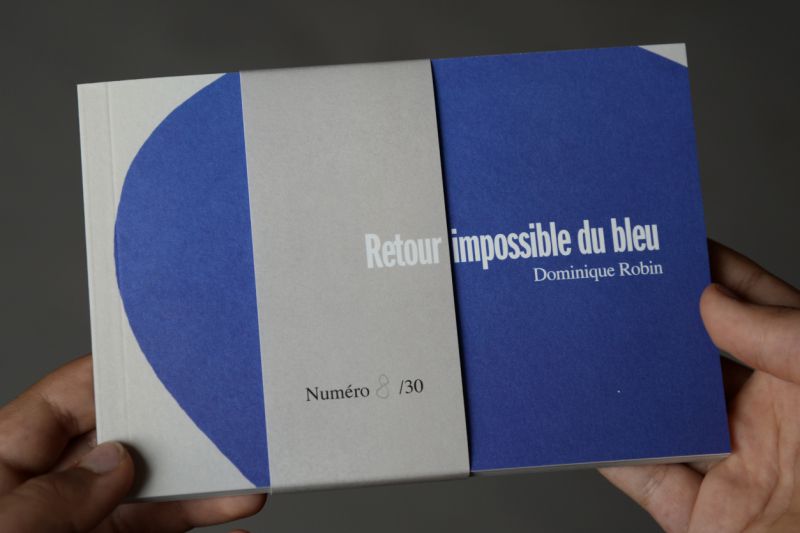 Retour impossible du bleu
Dominique Robin
Numéro 8 /30